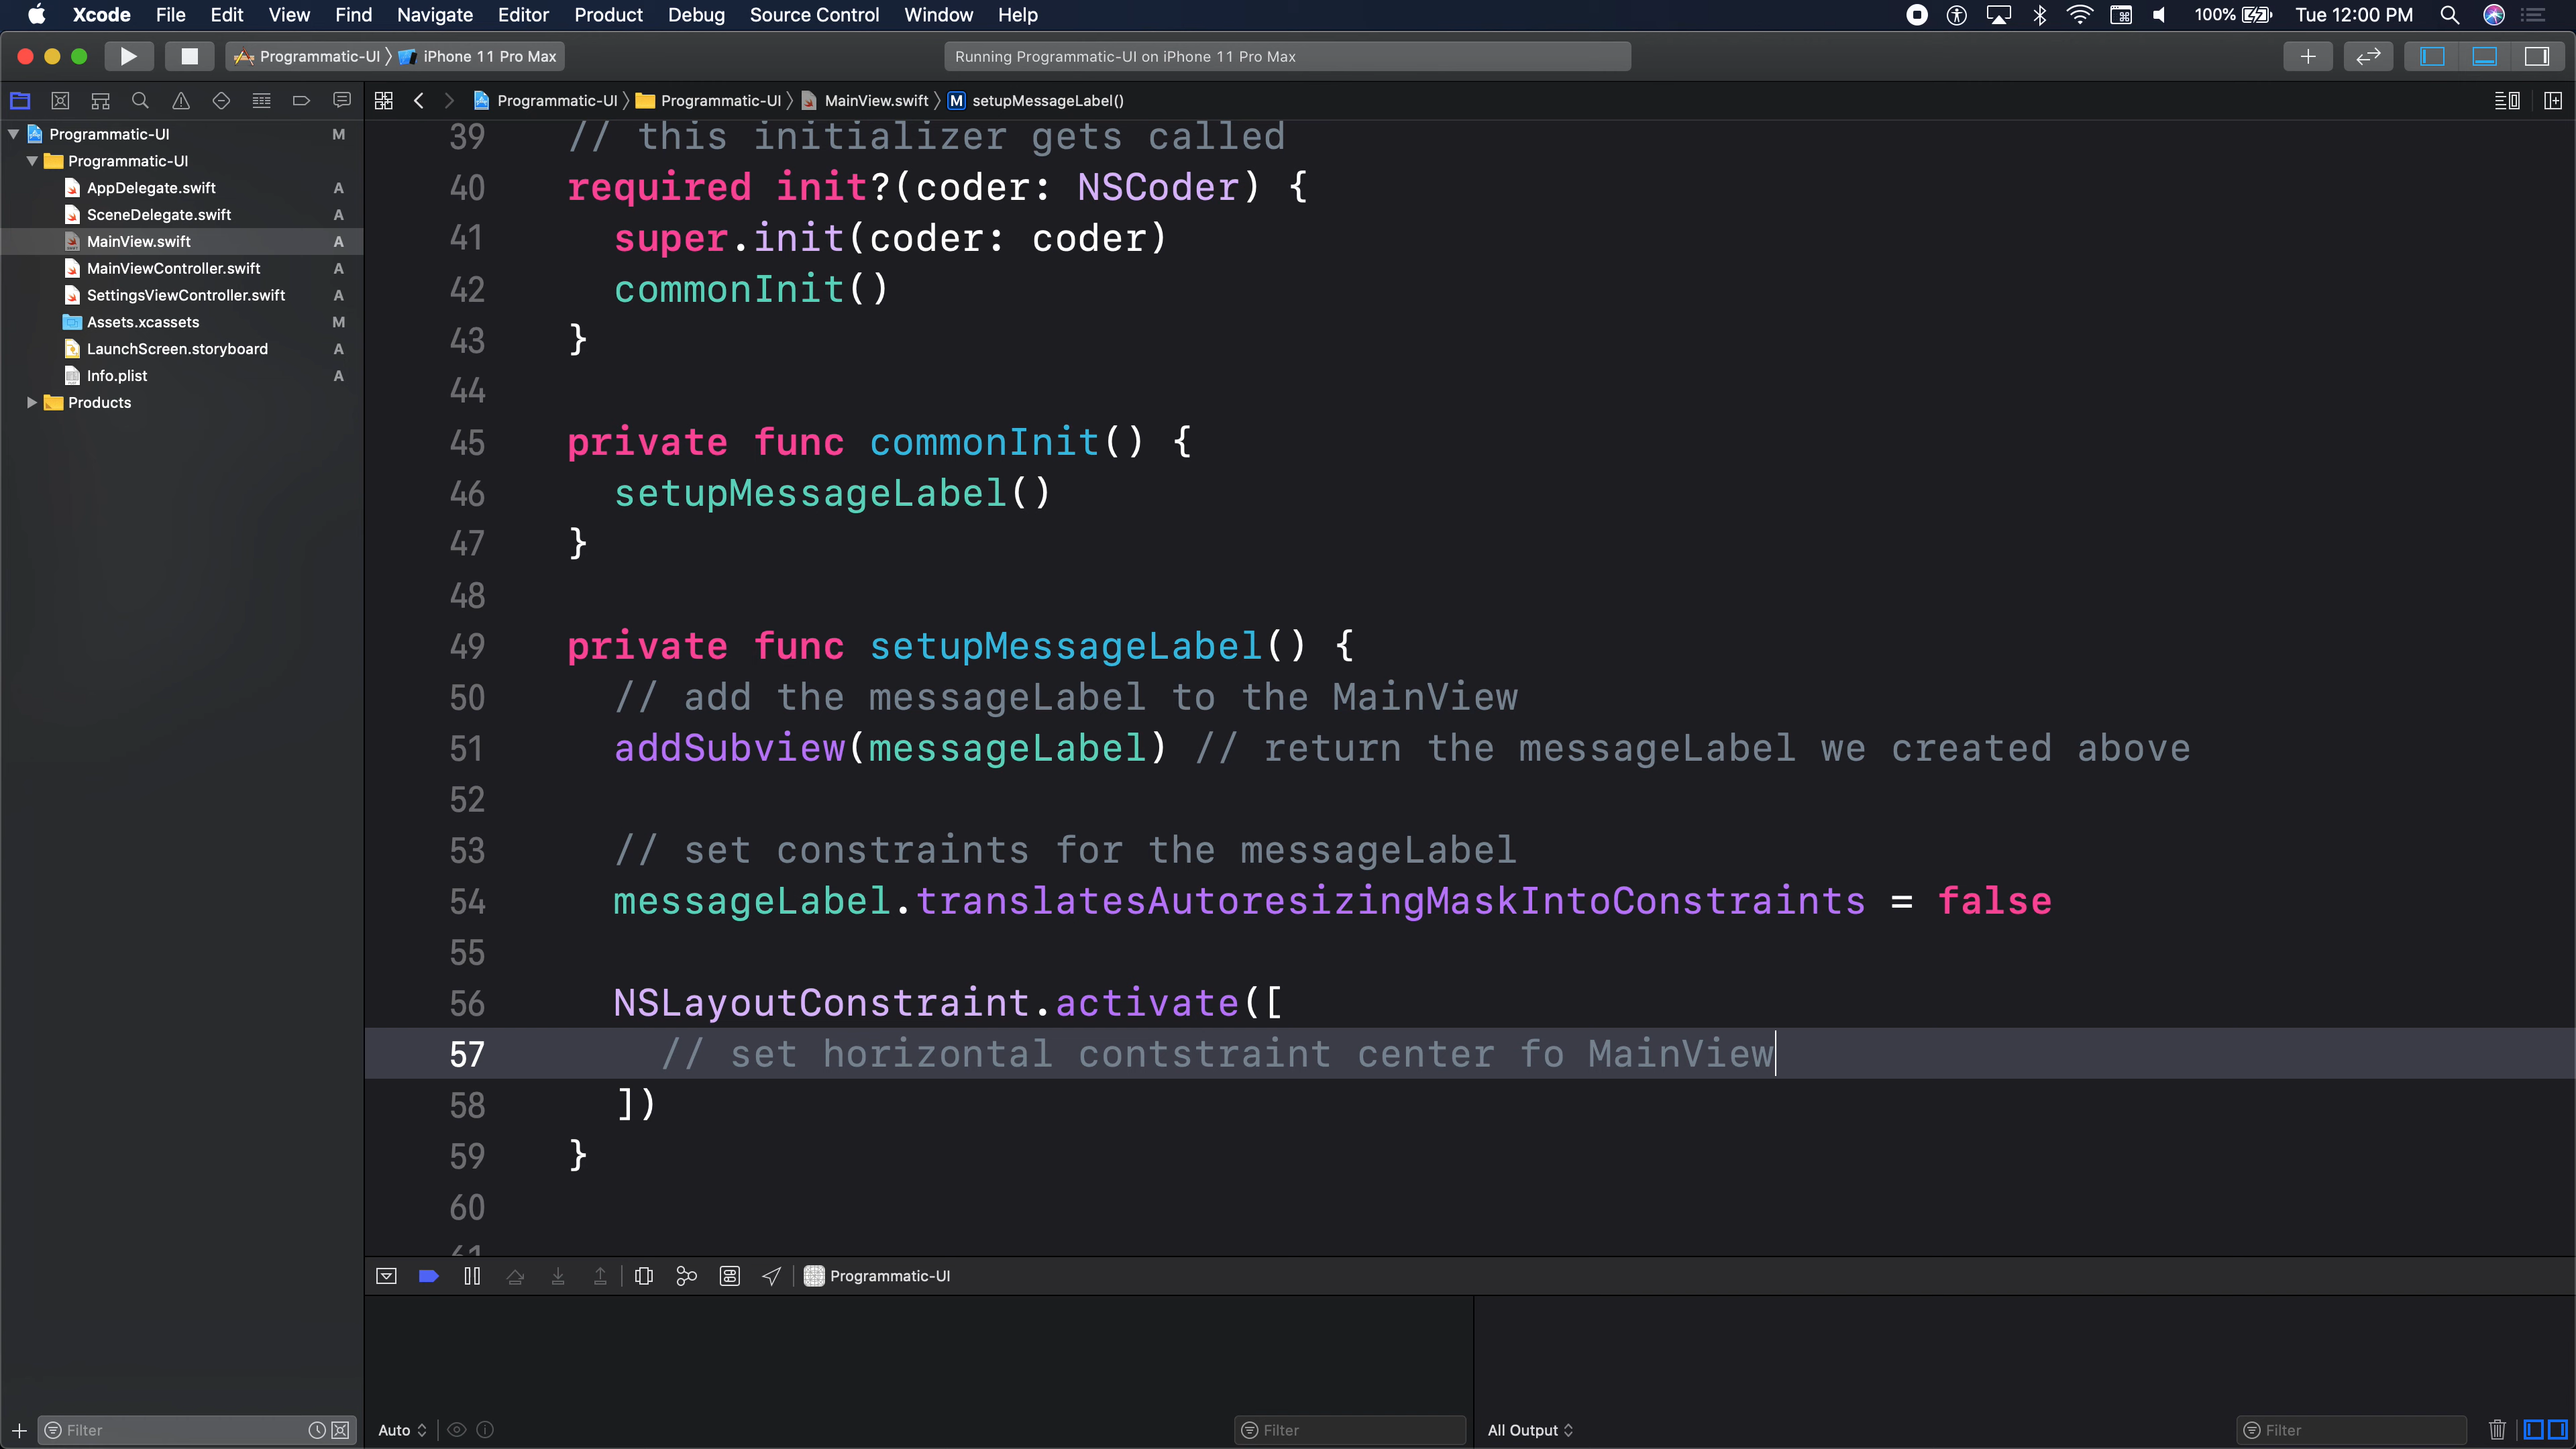 Xcode File Edit View Find Navigate Editor Product Debug Source Control Window Help 100% Tue 12:00 PM
Programmatic-UI iPhone 11 Pro Max Running Programmatic-UI on iPhone 11 Pro Max
Programmatic-UI Programmatic-UI MainView.swift M setupMessageLabel()
Programmatic-UI M
Programmatic-UI
AppDelegate.swift A
SceneDelegate.swift A
MainView.swift A
MainViewController.swift A
SettingsViewController.swift A
Assets.xcassets M
LaunchScreen.storyboard A
Info.plist A
Products
39 // this initializer gets called
40 required init?(coder: NSCoder) {
41 super.init(coder: coder)
42 commonInit()
43 }
44
45 private func commonInit() {
46 setupMessageLabel()
47 }
48
49 private func setupMessageLabel() {
50 // add the messageLabel to the MainView
51 addSubview(messageLabel) // return the messageLabel we created above
52
53 // set constraints for the messageLabel
54 messageLabel.translatesAutoresizingMaskIntoConstraints = false
55
56 NSLayoutConstraint.activate([
57 // set horizontal contstraint center fo MainView
58 ])
59 }
60
61
Programmatic-UI
Filter Auto Filter All Output Filter